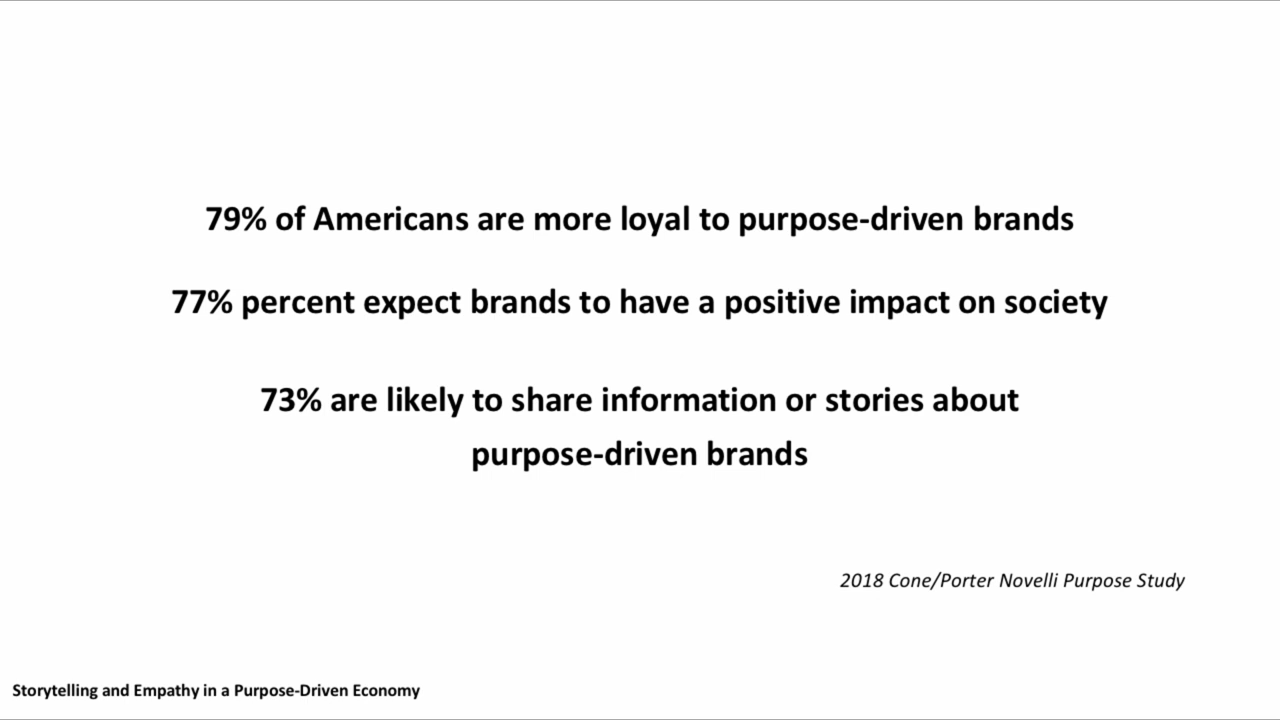 79% of Americans are more loyal to purpose-driven brands
77% percent expect brands to have a positive impact on society
73% are likely to share information or stories about
purpose-driven brands
2018 Cone/Porter Novelli Purpose Study
Storytelling and Empathy in a Purpose-Driven Economy